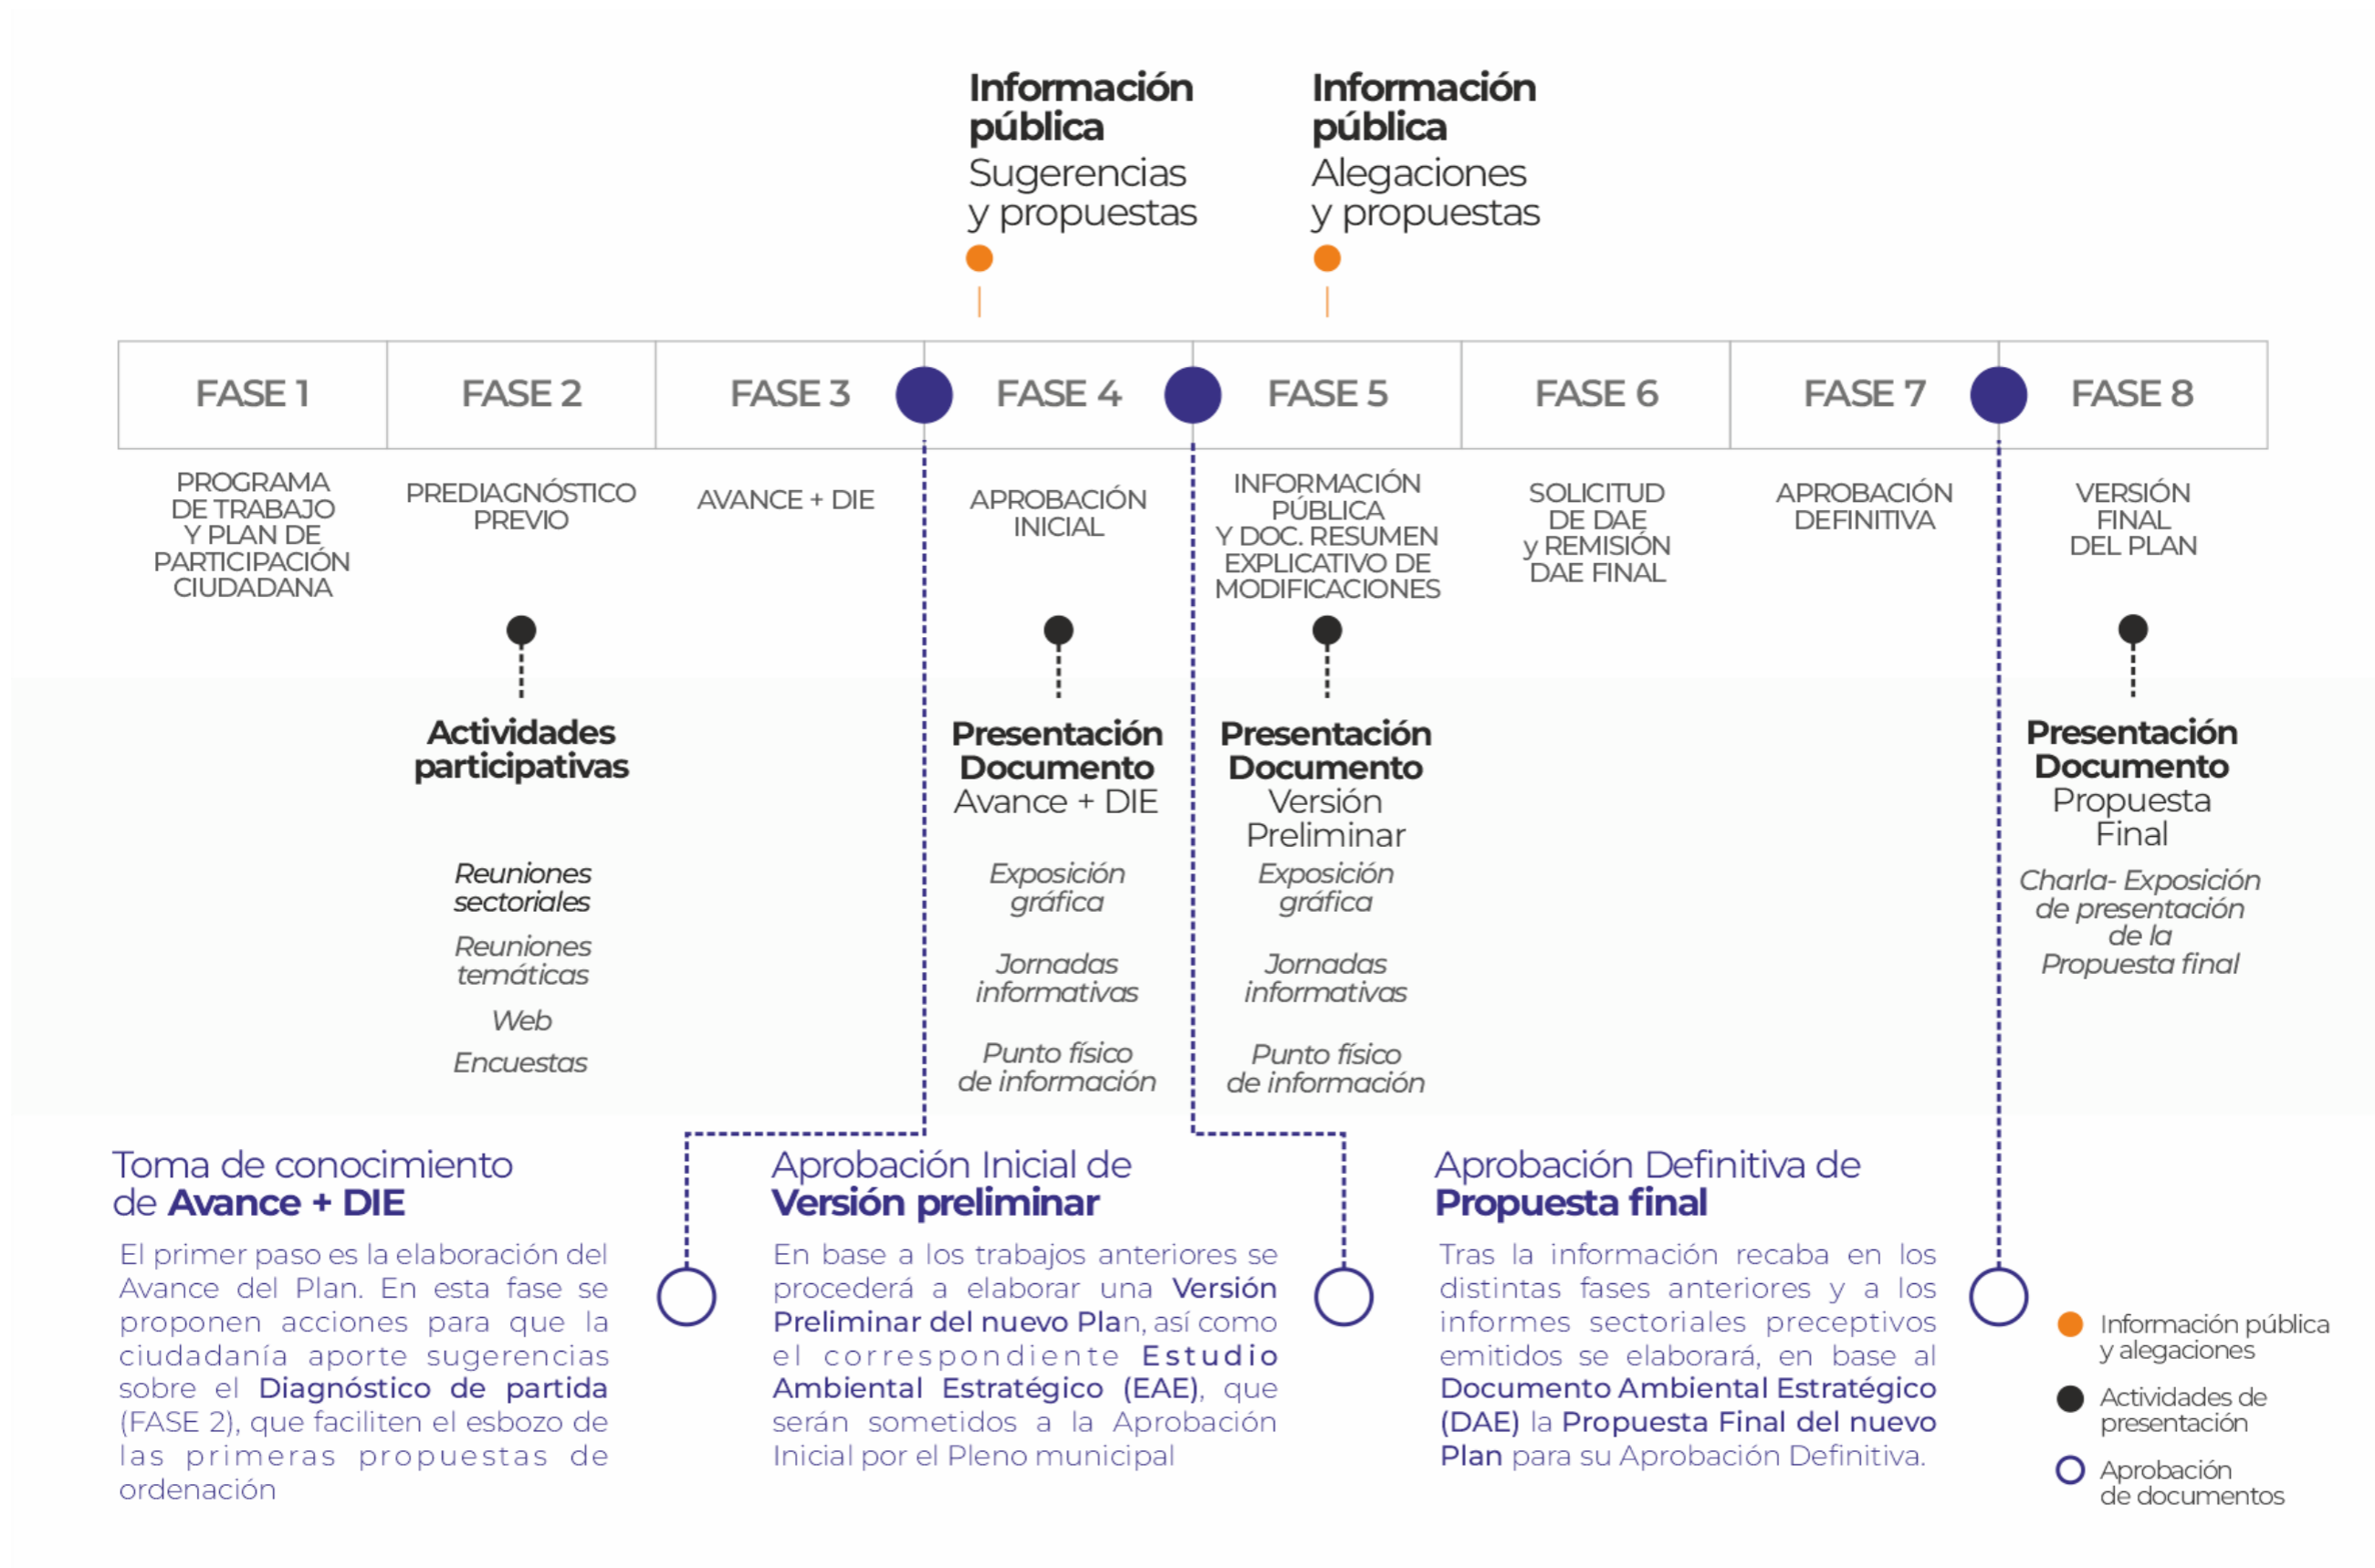 Información
pública
Sugerencias
y propuestas
Información
pública
Alegaciones
y propuestas
FASE 1
FASE 2
FASE 3
FASE 4
FASE 5
FASE 6
FASE 7
FASE 8
PROGRAMA
DE TRABAJO
Y PLAN DE
PARTICIPACIÓN
CIUDADANA
PREDIAGNÓSTICO
PREVIO
AVANCE + DIE
APROBACIÓN
INICIAL
INFORMACIÓN
PÚBLICA
Y DOC. RESUMEN
EXPLICATIVO DE
MODIFICACIONES
SOLICITUD
DE DAE
y REMISIÓN
DAE FINAL
APROBACIÓN
DEFINITIVA
VERSIÓN
FINAL
DEL PLAN
Actividades
participativas
Reuniones
sectoriales
Reuniones
temáticas
Web
Encuestas
Presentación
Documento
Avance + DIE
Exposición
gráfica
Jornadas
informativas
Punto físico
de información
Presentación
Documento
Versión
Preliminar
Exposición
gráfica
Jornadas
informativas
Punto físico
de información
Presentación
Documento
Propuesta
Final
Charla- Exposición
de presentación
de la
Propuesta final
Toma de conocimiento
de Avance + DIE
El primer paso es la elaboración del
Avance del Plan. En esta fase se
proponen acciones para que la
ciudadanía aporte sugerencias
sobre el Diagnóstico de partida
(FASE 2), que faciliten el esbozo de
las primeras propuestas de
ordenación
Aprobación Inicial de
Versión preliminar
En base a los trabajos anteriores se
procederá a elaborar una Versión
Preliminar del nuevo Plan, así como
el correspondiente Estudio
Ambiental Estratégico (EAE), que
serán sometidos a la Aprobación
Inicial por el Pleno municipal
Aprobación Definitiva de
Propuesta final
Tras la información recaba en los
distintas fases anteriores y a los
informes sectoriales preceptivos
emitidos se elaborará, en base al
Documento Ambiental Estratégico
(DAE) la Propuesta Final del nuevo
Plan para su Aprobación Definitiva.
Información pública
y alegaciones
Actividades de
presentación
Aprobación
de documentos